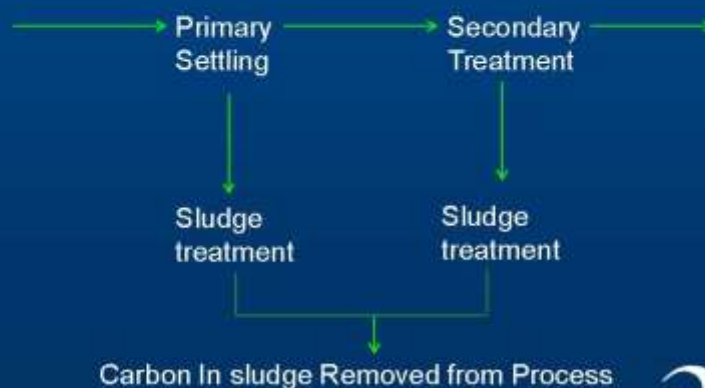 Primary
Settling
Secondary
Treatment
Sludge
treatment
Sludge
treatment
Carbon In sludge Removed from Process